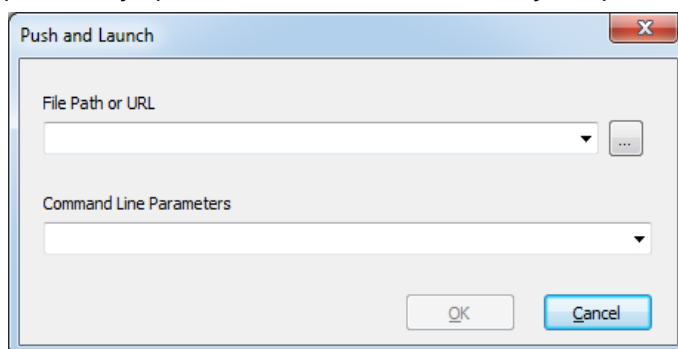 Push and Launch
x
File Path or URL
...
Command Line Parameters
OK
Cancel